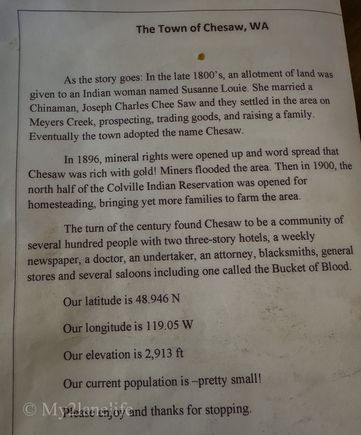 The Town of Chesaw, WA
As the story goes: In the late 1800's, an allotment of land was
given to an Indian woman named Susanne Louie. She married a
Chinaman, Joseph Charles Chee Saw and they settled in the area on
Meyers Creek, prospecting, trading goods, and raising a family.
Eventually the town adopted the name Chesaw.
In 1896, mineral rights were opened up and word spread that
Chesaw was rich with gold! Miners flooded the area. Then in 1900, the
north half of the Colville Indian Reservation was opened for
homesteading, bringing yet more families to farm the area.
The turn of the century found Chesaw to be a community of
several hundred people with two three-story hotels, a weekly
newspaper, a doctor, an undertaker, an attorney, blacksmiths, general
stores and several saloons including one called the Bucket of Blood.
Our latitude is 48.946 N
Our longitude is 119.05 W
Our elevation is 2,913 ft
Our current population is –pretty small!
Please enjoy and thanks for stopping.
© My2lanelife